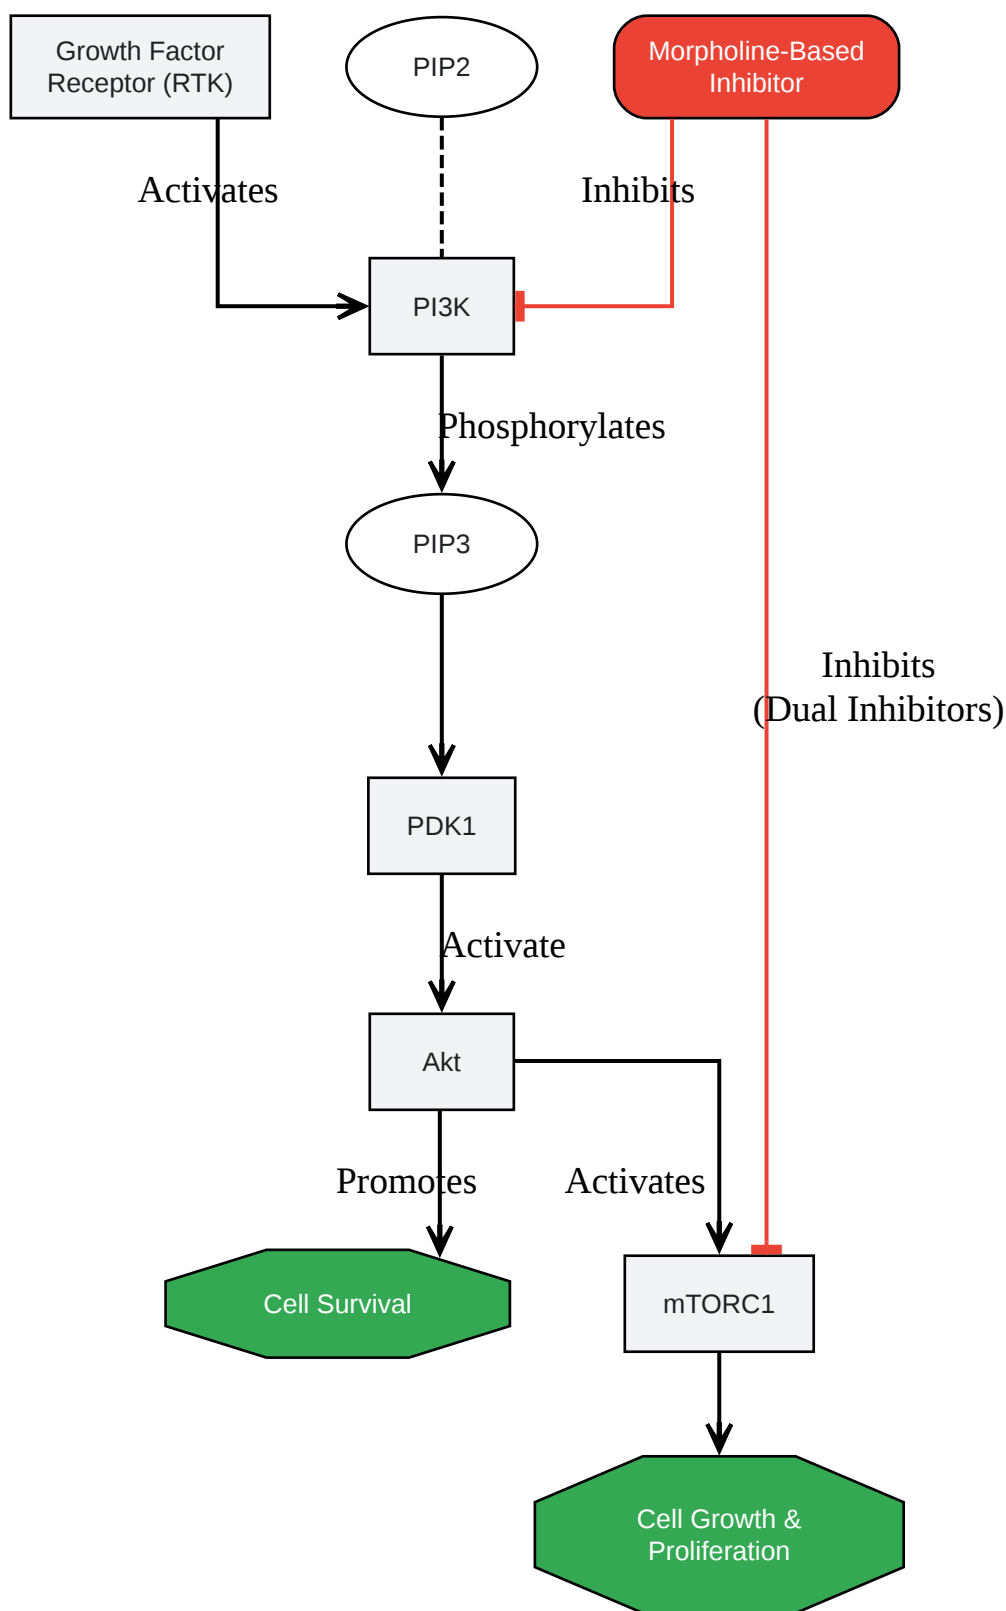 Growth Factor
Receptor (RTK)
PIP2
Morpholine-Based
Inhibitor
Activates
Inhibits
PI3K
Phosphorylates
PIP3
Inhibits
(Dual Inhibitors)
PDK1
Activate
Akt
Promotes
Activates
Cell Survival
mTORC1
Cell Growth &
Proliferation